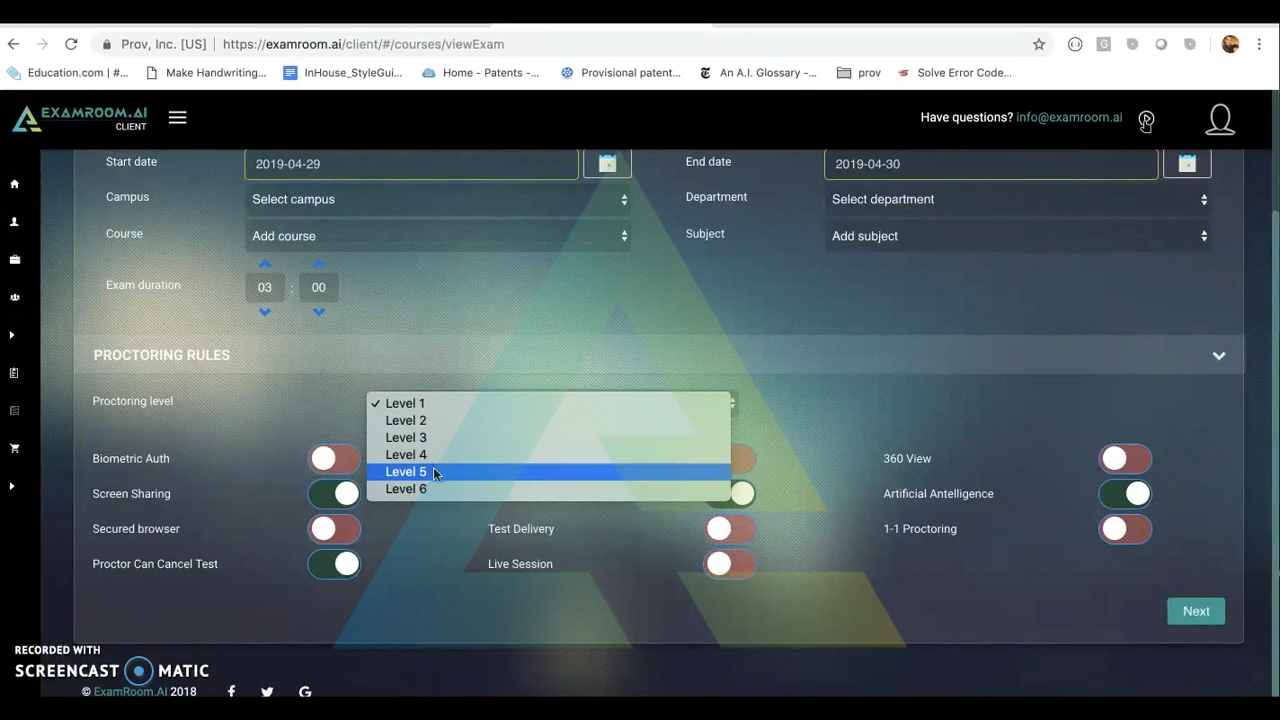 Prov, Inc. [US] https://examroom.ai/client/#/courses/viewExam
Education.com | #... Make Handwriting... InHouse_StyleGui... Home - Patents -... Provisional patent... An A.I. Glossary -... prov Solve Error Code...
EXAMROOM.AI
CLIENT
Have questions? info@examroom.ai
Start date 2019-04-29 End date 2019-04-30
Campus Select campus Department Select department
Course Add course Subject Add subject
Exam duration 03 : 00
PROCTORING RULES
Proctoring level ✓ Level 1
Level 2
Level 3
Level 4
Level 5
Level 6
Biometric Auth 360 View
Screen Sharing Artificial Antelligence
Secured browser Test Delivery 1-1 Proctoring
Proctor Can Cancel Test Live Session
Next
RECORDED WITH
SCREENCAST MATIC
© ExamRoom.AI 2018